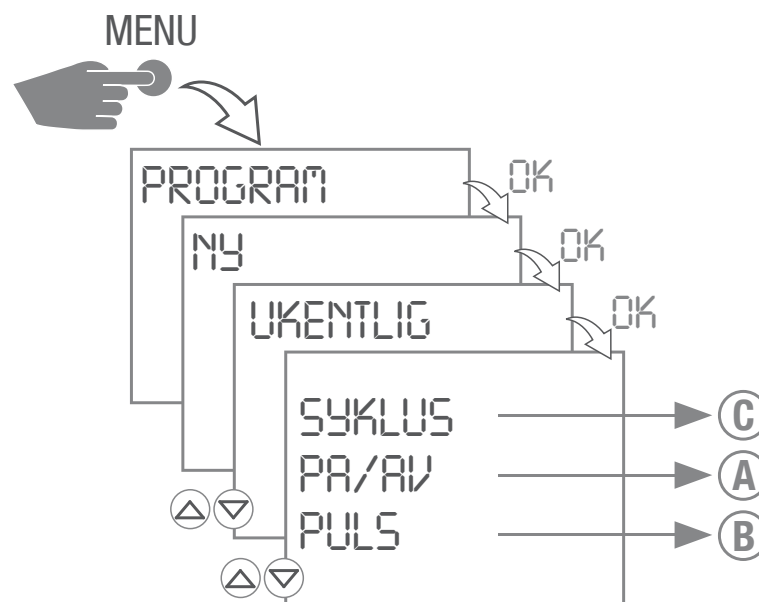 MENU
PROGRAM
OK
NY
OK
UKENTLIG
OK
SYKLUS C
PA/AV A
PULS B